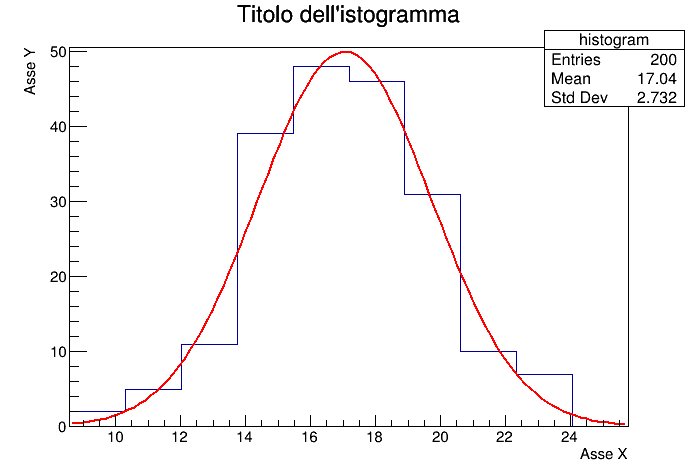 Titolo dell'istogramma
histogram
Entries 200
Mean 17.04
Std Dev 2.732
Asse Y
50
40
30
20
10
0
10 12 14 16 18 20 22 24
Asse X